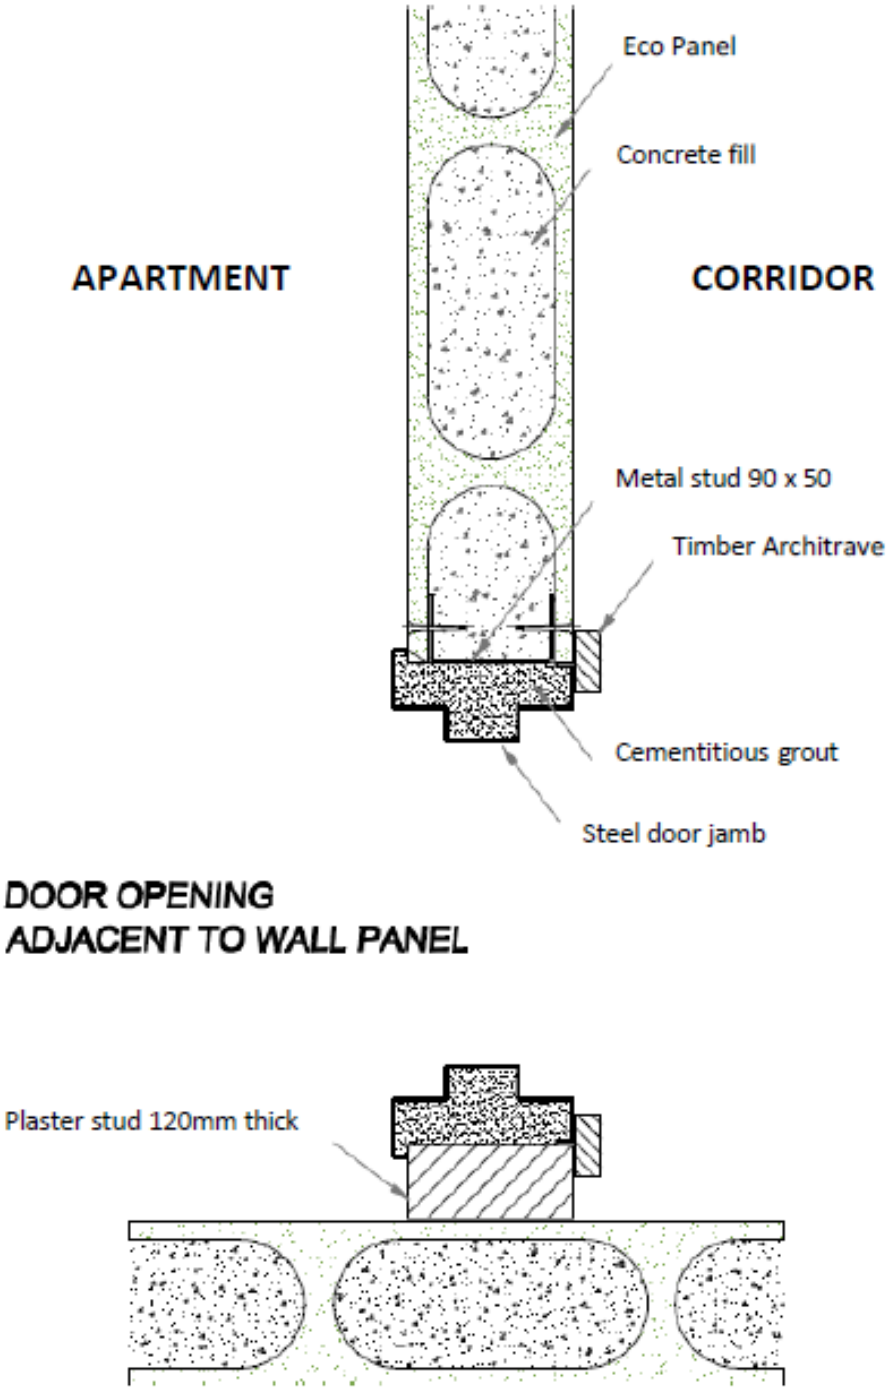 Eco Panel
Concrete fill
APARTMENT
CORRIDOR
Metal stud 90 x 50
Timber Architrave
Cementitious grout
Steel door jamb
DOOR OPENING
ADJACENT TO WALL PANEL
Plaster stud 120mm thick